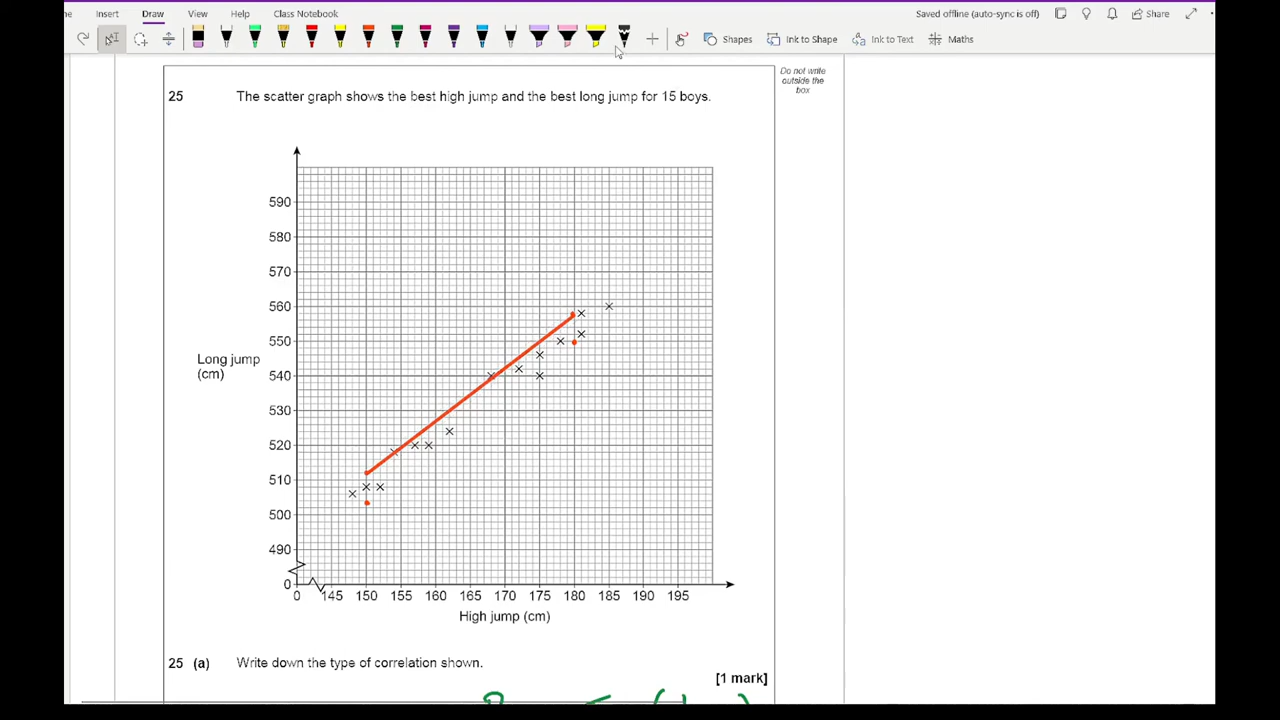 Insert Draw View Help Class Notebook Saved offline (auto-sync is off) Share
Shapes Ink to Shape Ink to Text Maths
Do not write
outside the
box
25 The scatter graph shows the best high jump and the best long jump for 15 boys.
590
580
570
560
550
Long jump
(cm)
540
530
520
510
500
490
0
0 145 150 155 160 165 170 175 180 185 190 195
High jump (cm)
25 (a) Write down the type of correlation shown.
[1 mark]